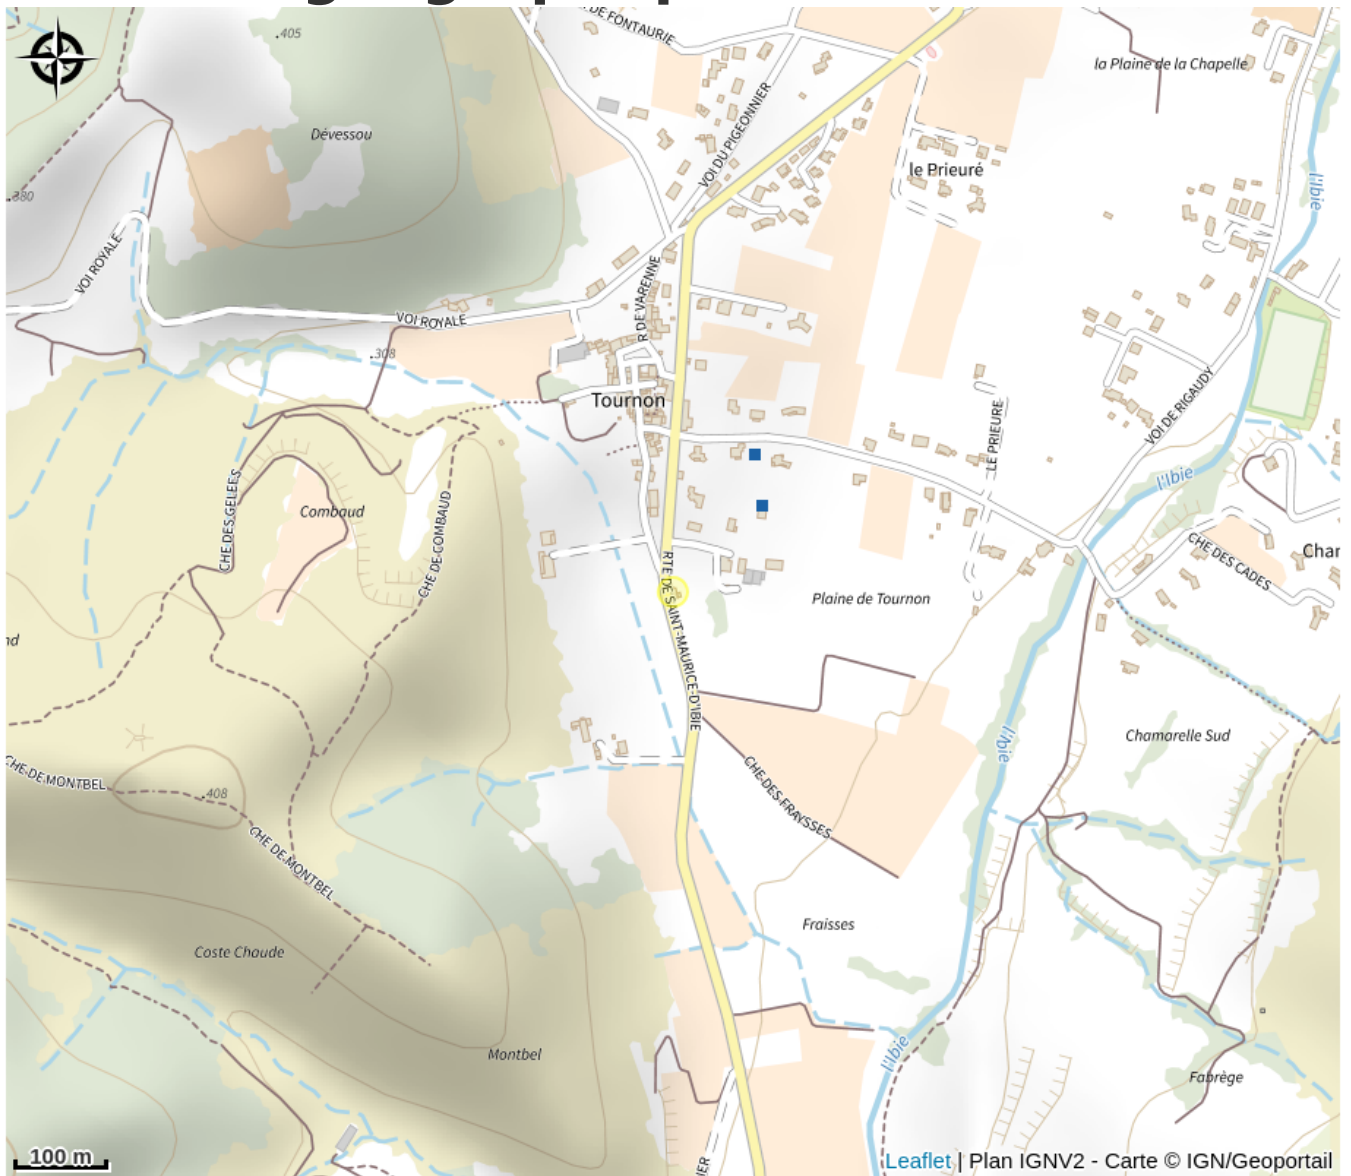 DE FONTAURIE
.405
la Plaine de la Chapelle
VOI DU PIGEONNIER
Dévessou
le Prieuré
l'Ibie
.380
VOI ROYALE
R DE VARENNE
VOI ROYALE
.308
Tournon
VOI DE RIGAUDY
LE PRIEURE
l'Ibie
CHE DES GELEES
Combaud
CHE DE COMBAUD
CHE DES CADES
Char
RTE DE SAINT-MAURICE-D'IBIE
Plaine de Tournon
nd
l'Ibie
Chamarelle Sud
CHE DE MONTBEL
.408
CHE DES FRAYSSES
CHE DE MONTBEL
Fraisses
Coste Chaude
Montbel
l'Ibie
Fabrège
100 m
IER
Leaflet | Plan IGNV2 - Carte © IGN/Geoportail